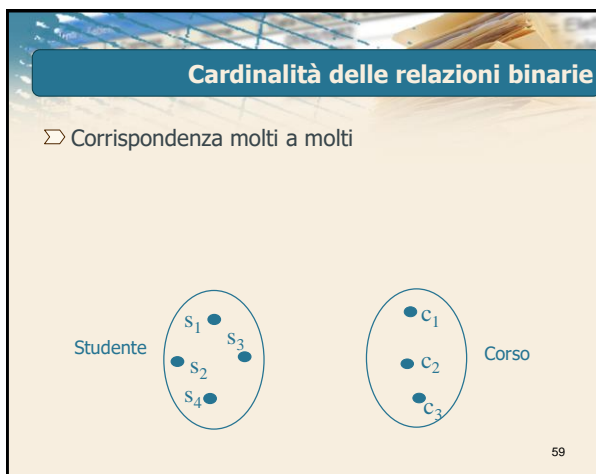 Cardinalità delle relazioni binarie
Corrispondenza molti a molti
Studente
s1
s3
s2
s4
c1
c2
c3
Corso
59